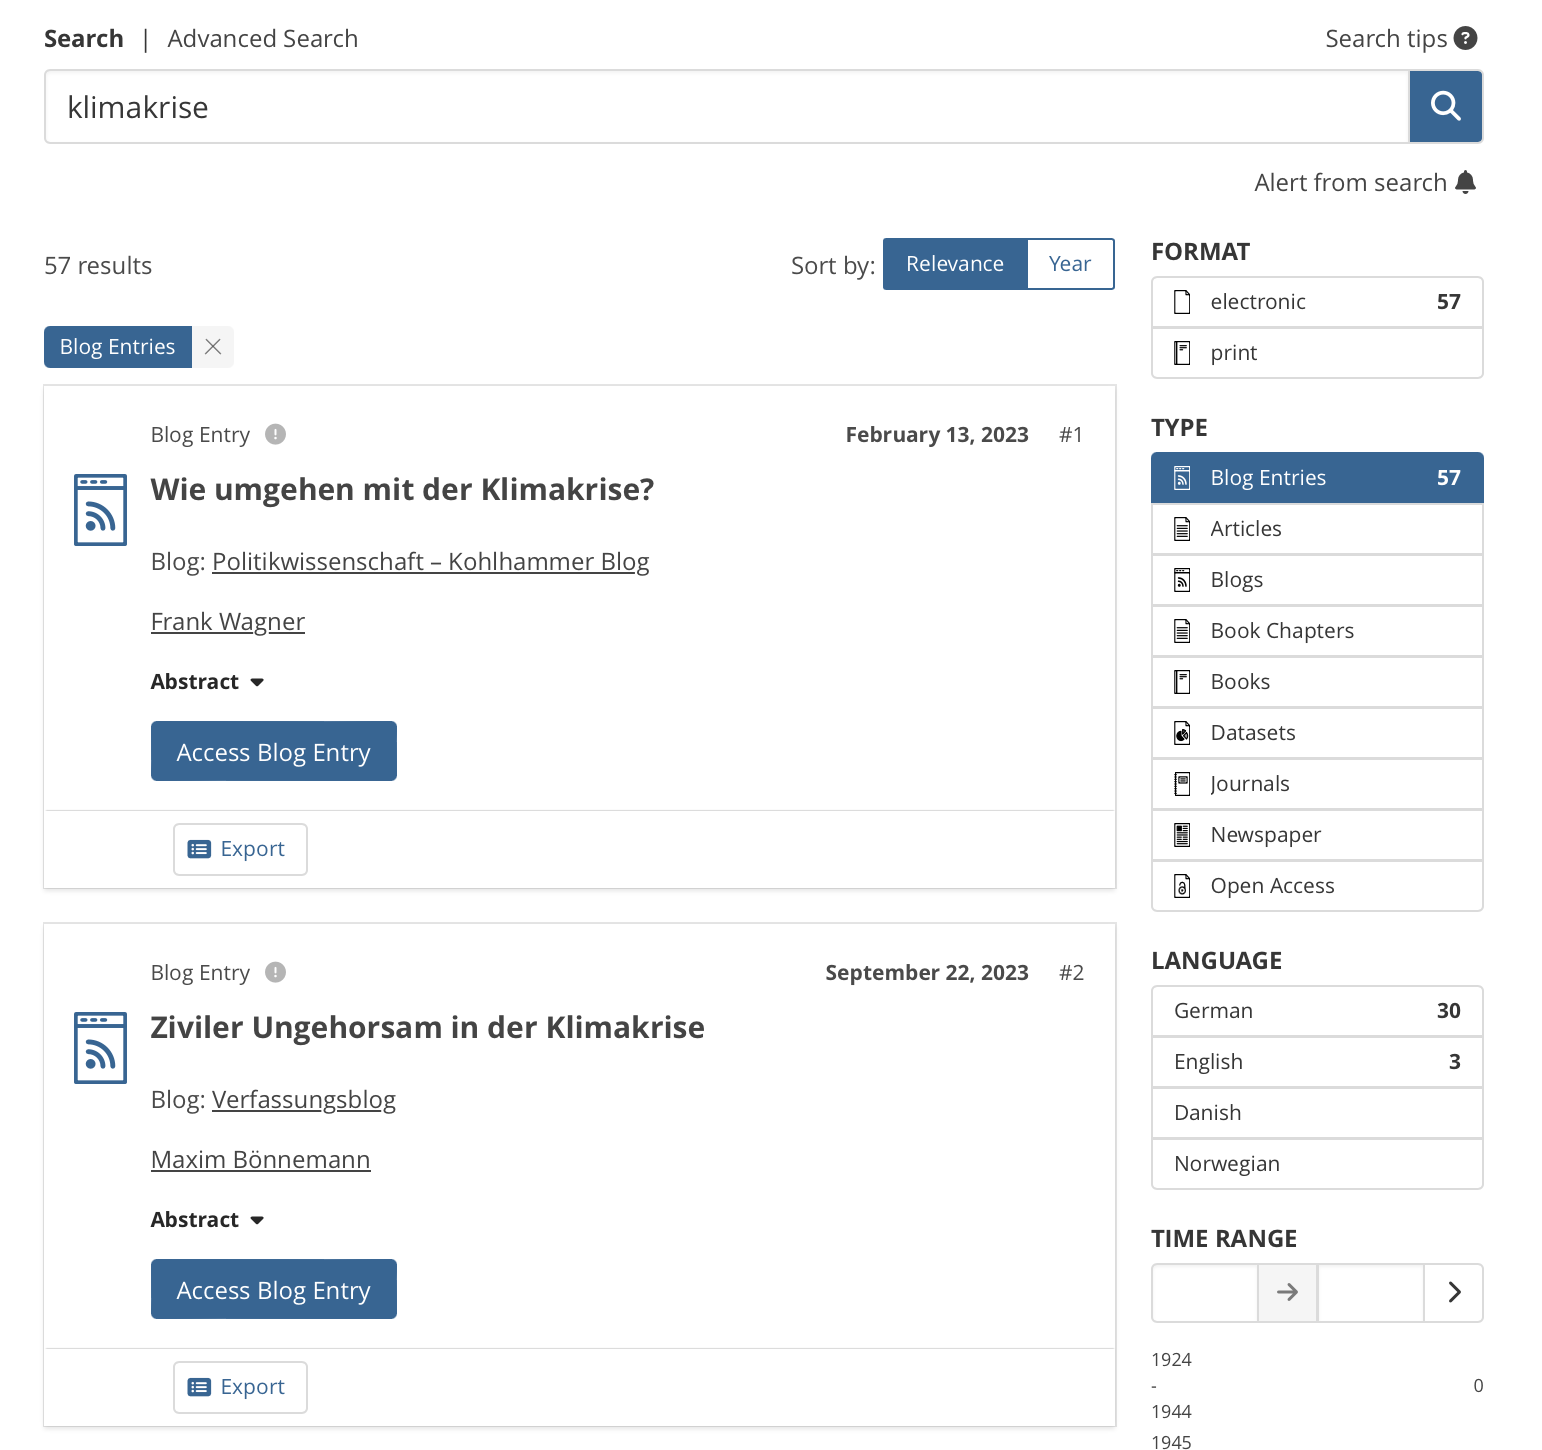 Search | Advanced Search
Search tips
klimakrise
Alert from search
57 results
Sort by: Relevance Year
Blog Entries
Blog Entry
February 13, 2023 #1
Wie umgehen mit der Klimakrise?
Blog: Politikwissenschaft – Kohlhammer Blog
Frank Wagner
Abstract
Access Blog Entry
Export
Blog Entry
September 22, 2023 #2
Ziviler Ungehorsam in der Klimakrise
Blog: Verfassungsblog
Maxim Bönnemann
Abstract
Access Blog Entry
Export
FORMAT
electronic 57
print
TYPE
Blog Entries 57
Articles
Blogs
Book Chapters
Books
Datasets
Journals
Newspaper
Open Access
LANGUAGE
German 30
English 3
Danish
Norwegian
TIME RANGE
1924
- 0
1944
1945